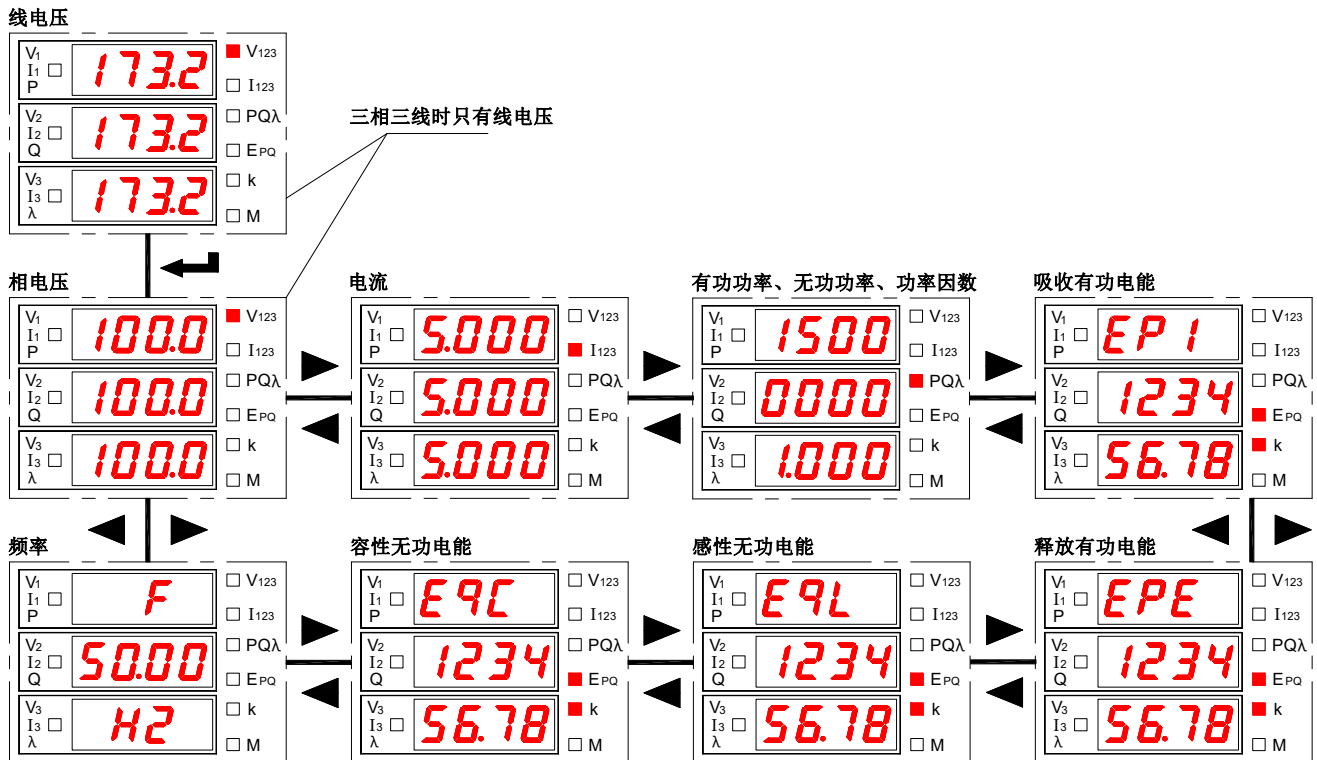 线电压
V1
I1
P
173.2
V123
I123
V2
I2
Q
173.2
PQλ
EPQ
V3
I3
λ
173.2
k
M
三相三线时只有线电压
相电压
V1
I1
P
100.0
V123
I123
V2
I2
Q
100.0
PQλ
EPQ
V3
I3
λ
100.0
k
M
电流
V1
I1
P
5.000
V123
I123
V2
I2
Q
5.000
PQλ
EPQ
V3
I3
λ
5.000
k
M
有功功率、无功功率、功率因数
V1
I1
P
1500
V123
I123
V2
I2
Q
0000
PQλ
EPQ
V3
I3
λ
1.000
k
M
吸收有功电能
V1
I1
P
EPI
V123
I123
V2
I2
Q
1234
PQλ
EPQ
V3
I3
λ
56.78
k
M
频率
V1
I1
P
F
V123
I123
V2
I2
Q
50.00
PQλ
EPQ
V3
I3
λ
HZ
k
M
容性无功电能
V1
I1
P
EqC
V123
I123
V2
I2
Q
1234
PQλ
EPQ
V3
I3
λ
56.78
k
M
感性无功电能
V1
I1
P
EqL
V123
I123
V2
I2
Q
1234
PQλ
EPQ
V3
I3
λ
56.78
k
M
释放有功电能
V1
I1
P
EPE
V123
I123
V2
I2
Q
1234
PQλ
EPQ
V3
I3
λ
56.78
k
M